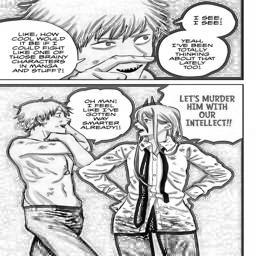 LIKE, HOW
COOL WOULD
IT BE IF I
COULD FIGHT
LIKE ONE OF
THOSE BRAINY
CHARACTERS
IN MANGA
AND STUFF?!
I SEE,
I SEE!
YEAH,
I'VE BEEN
TOTALLY
THINKING
ABOUT THAT
LATELY
TOO!
OH MAN!
I FEEL
LIKE I'VE
GOTTEN
WAY
SMARTER
ALREADY!!
LET'S MURDER
HIM WITH
OUR
INTELLECT!!